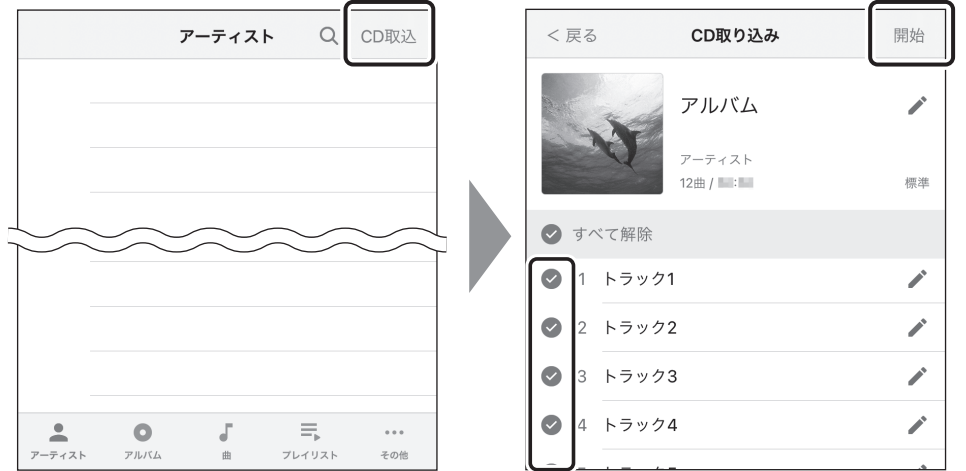 アーティスト
CD取込
アーティスト
アルバム
曲
プレイリスト
その他
< 戻る
CD取り込み
開始
アルバム
アーティスト
12曲 /
標準
すべて解除
1 トラック1
2 トラック2
3 トラック3
4 トラック4